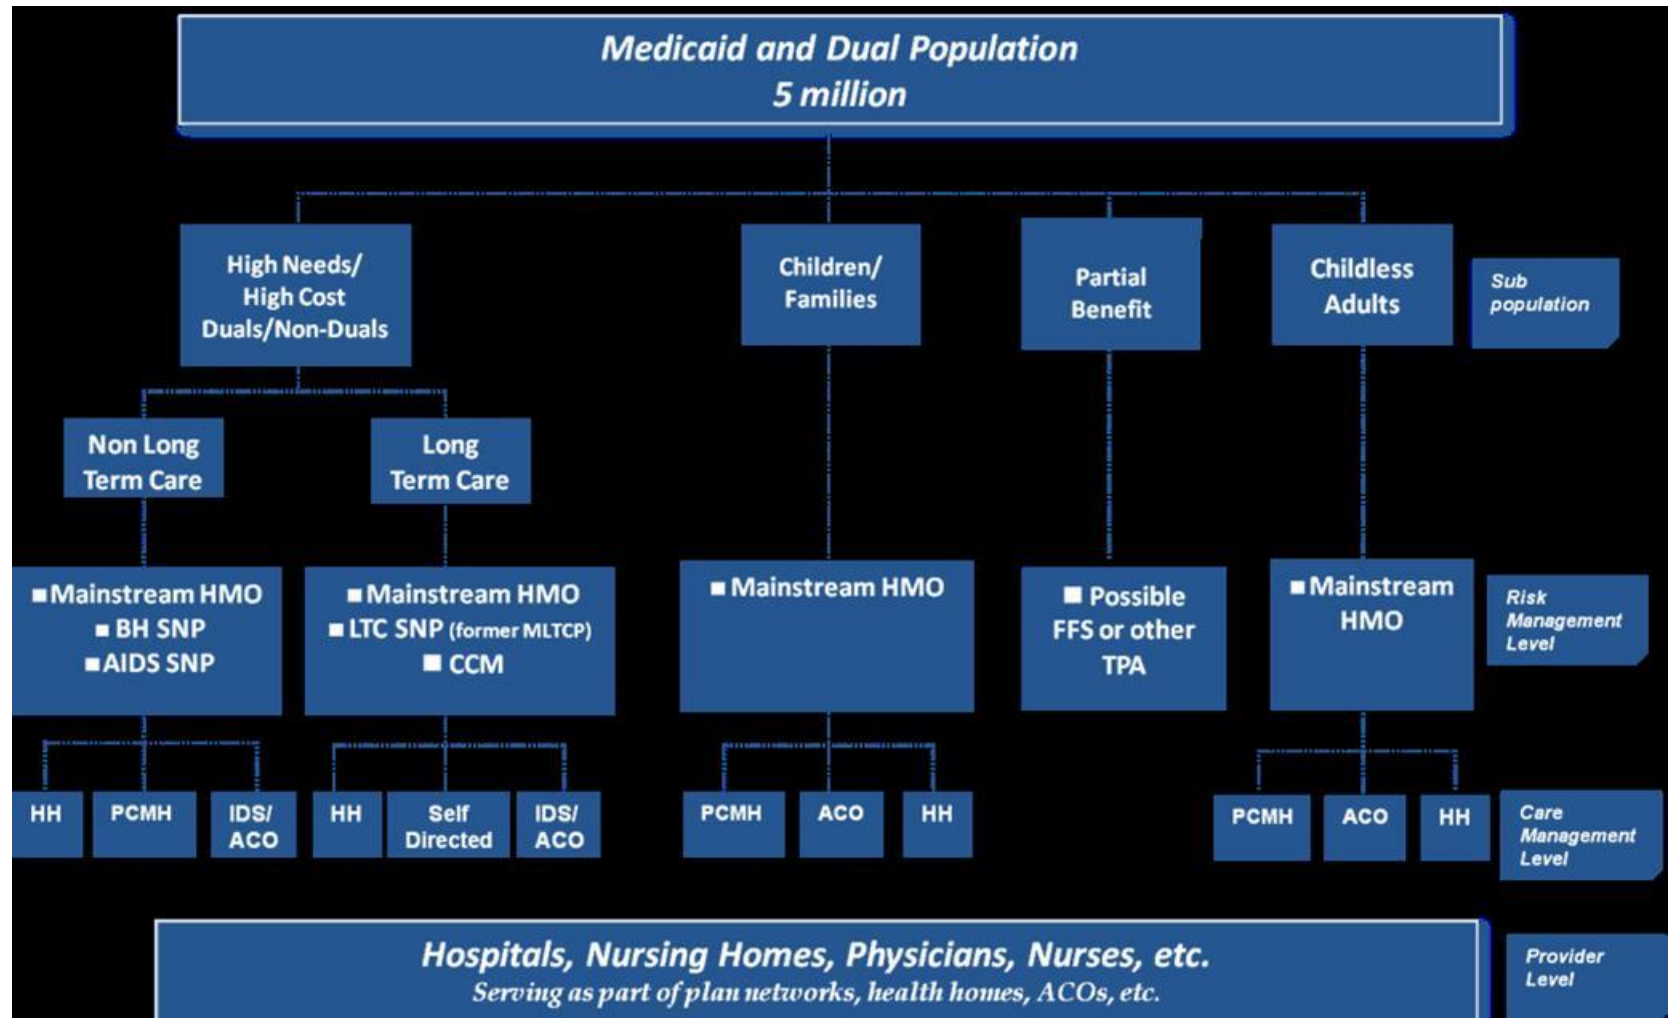 Medicaid and Dual Population
5 million
High Needs/
High Cost
Duals/Non-Duals
Children/
Families
Partial
Benefit
Childless
Adults
Sub
population
Non Long
Term Care
Long
Term Care
■Mainstream HMO
■BH SNP
■AIDS SNP
■Mainstream HMO
■LTC SNP (former MLTCP)
■ CCM
■Mainstream HMO
■ Possible
FFS or other
TPA
■Mainstream
HMO
Risk
Management
Level
HH
PCMH
IDS/
ACO
HH
Self
Directed
IDS/
ACO
PCMH
ACO
HH
PCMH
ACO
HH
Care
Management
Level
Hospitals, Nursing Homes, Physicians, Nurses, etc.
Serving as part of plan networks, health homes, ACOs, etc.
Provider
Level